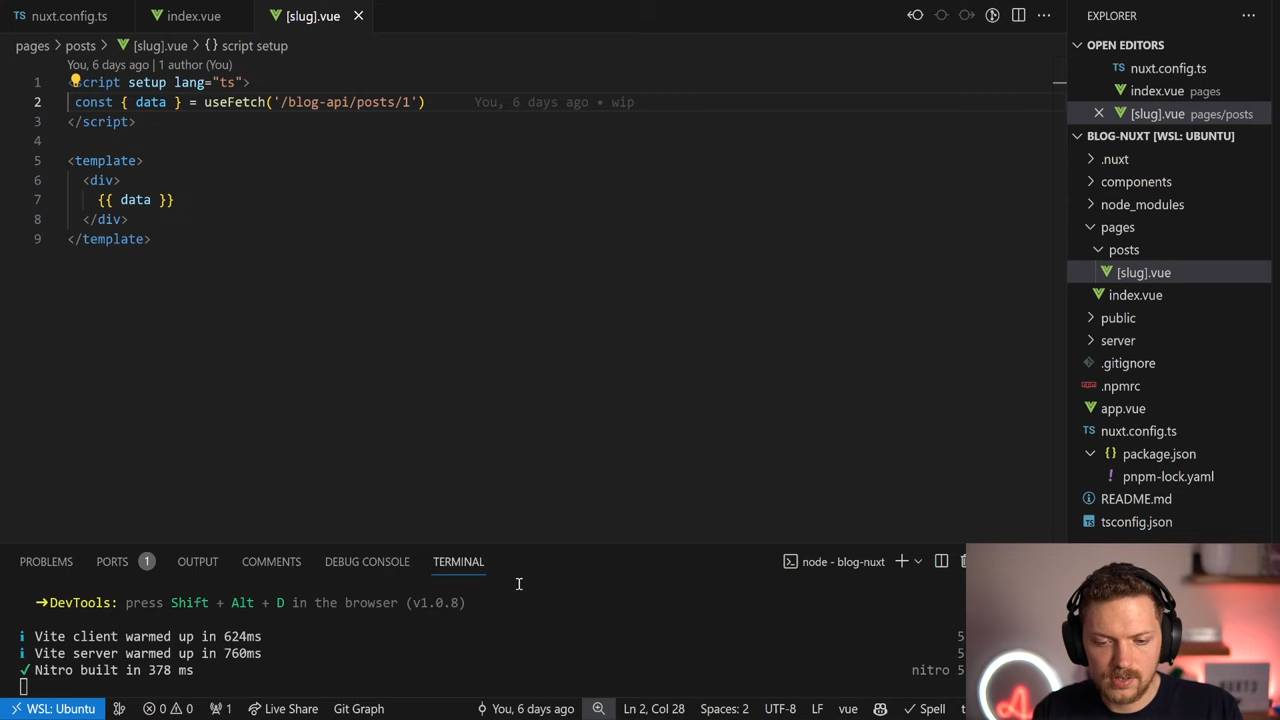 nuxt.config.ts
index.vue
[slug].vue
EXPLORER
pages
posts
[slug].vue
{} script setup
You, 6 days ago | 1 author (You)
1
script setup lang="ts">
2
const { data } = useFetch('/blog-api/posts/1')
You, 6 days ago • wip
3
</script>
4
5
<template>
6
<div>
7
{{ data }}
8
</div>
9
</template>
OPEN EDITORS
TS nuxt.config.ts
index.vue pages
[slug].vue pages/posts
BLOG-NUXT [WSL: UBUNTU]
.nuxt
components
node_modules
pages
posts
[slug].vue
index.vue
public
server
.gitignore
.npmrc
app.vue
TS nuxt.config.ts
{} package.json
! pnpm-lock.yaml
README.md
tsconfig.json
PROBLEMS
PORTS 1
OUTPUT
COMMENTS
DEBUG CONSOLE
TERMINAL
node - blog-nuxt
➜DevTools: press Shift + Alt + D in the browser (v1.0.8)
ℹ Vite client warmed up in 624ms
5
ℹ Vite server warmed up in 760ms
5
✓ Nitro built in 378 ms
nitro 5
WSL: Ubuntu
0
0
1
Live Share
Git Graph
You, 6 days ago
Ln 2, Col 28
Spaces: 2
UTF-8
LF
vue
Spell